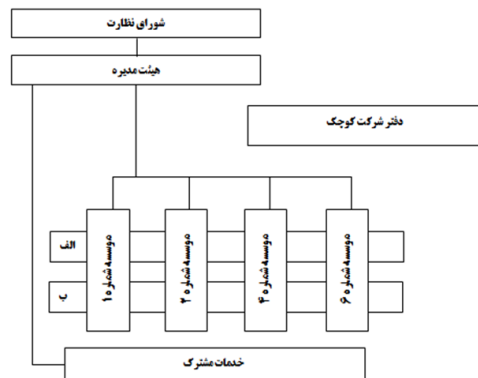 شورای نظارت
هیئت مدیره
دفتر شرکت کوچک
الف
ب
موسسه شماره ۱
موسسه شماره ۲
موسسه شماره ۴
موسسه شماره ۶
خدمات مشترک